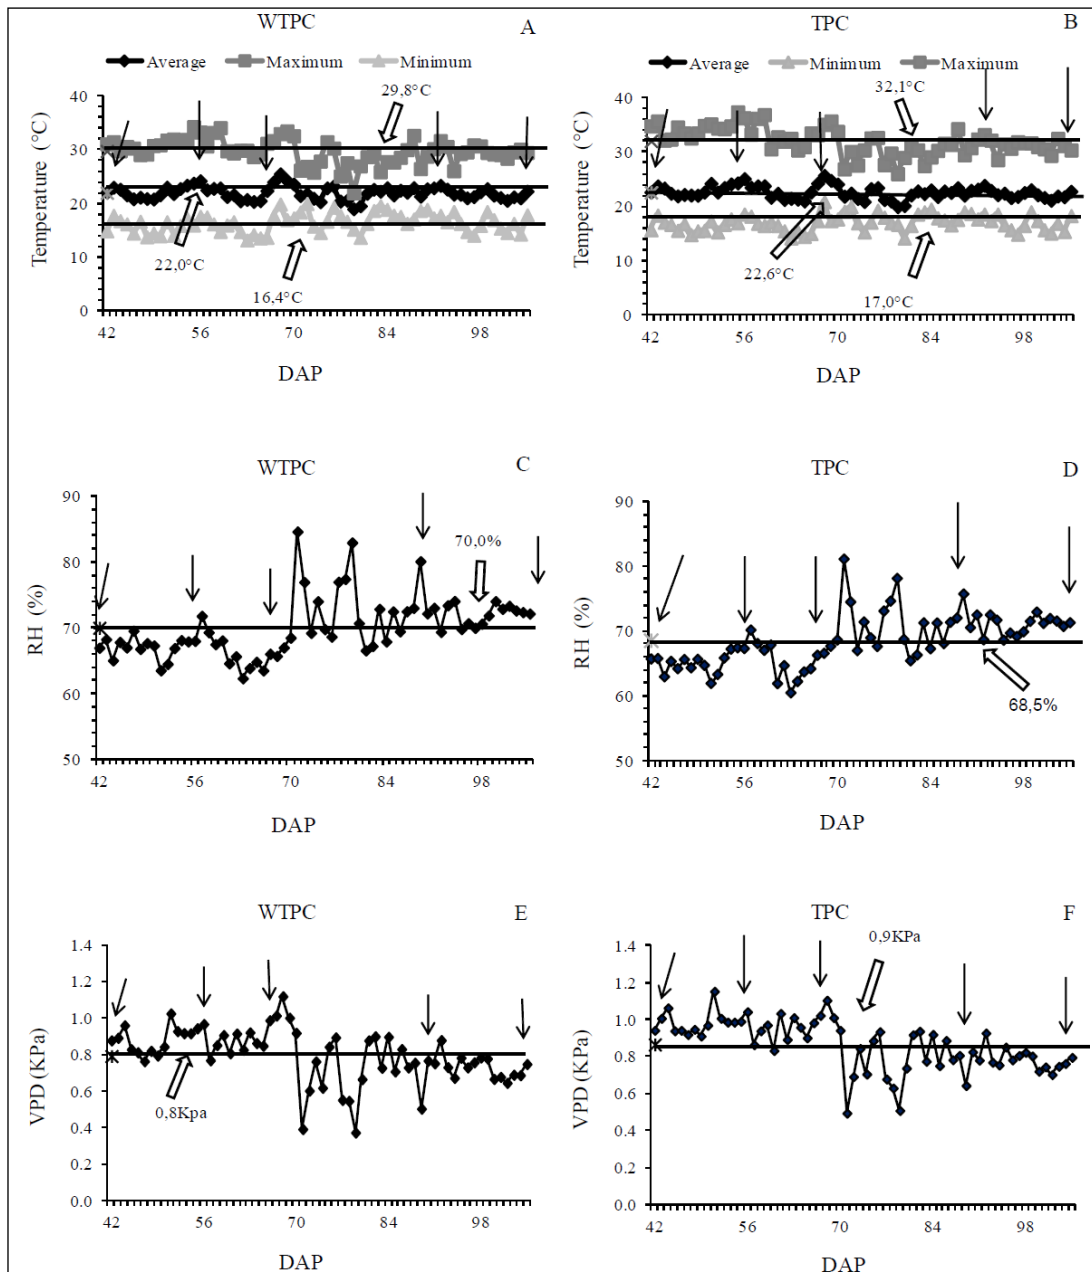 WTPC A
Average Maximum Minimum
29,8°C
40
30
20
10
0
Temperature (°C)
22,0°C
16,4°C
42 56 70 84 98
DAP
TPC B
Average Minimum Maximum
32,1°C
40
30
20
10
0
Temperature (°C)
22,6°C
17,0°C
42 56 70 84 98
DAP
WTPC C
90
80
70
60
50
RH (%)
70,0%
42 56 70 84 98
DAP
TPC D
90
80
70
60
50
RH (%)
68,5%
42 56 70 84 98
DAP
WTPC E
1.4
1.2
1.0
0.8
0.6
0.4
0.2
0.0
VPD (KPa)
0,8Kpa
42 56 70 84 98
DAP
TPC F
0,9KPa
1.4
1.2
1.0
0.8
0.6
0.4
0.2
0.0
VPD (KPa)
42 56 70 84 98
DAP